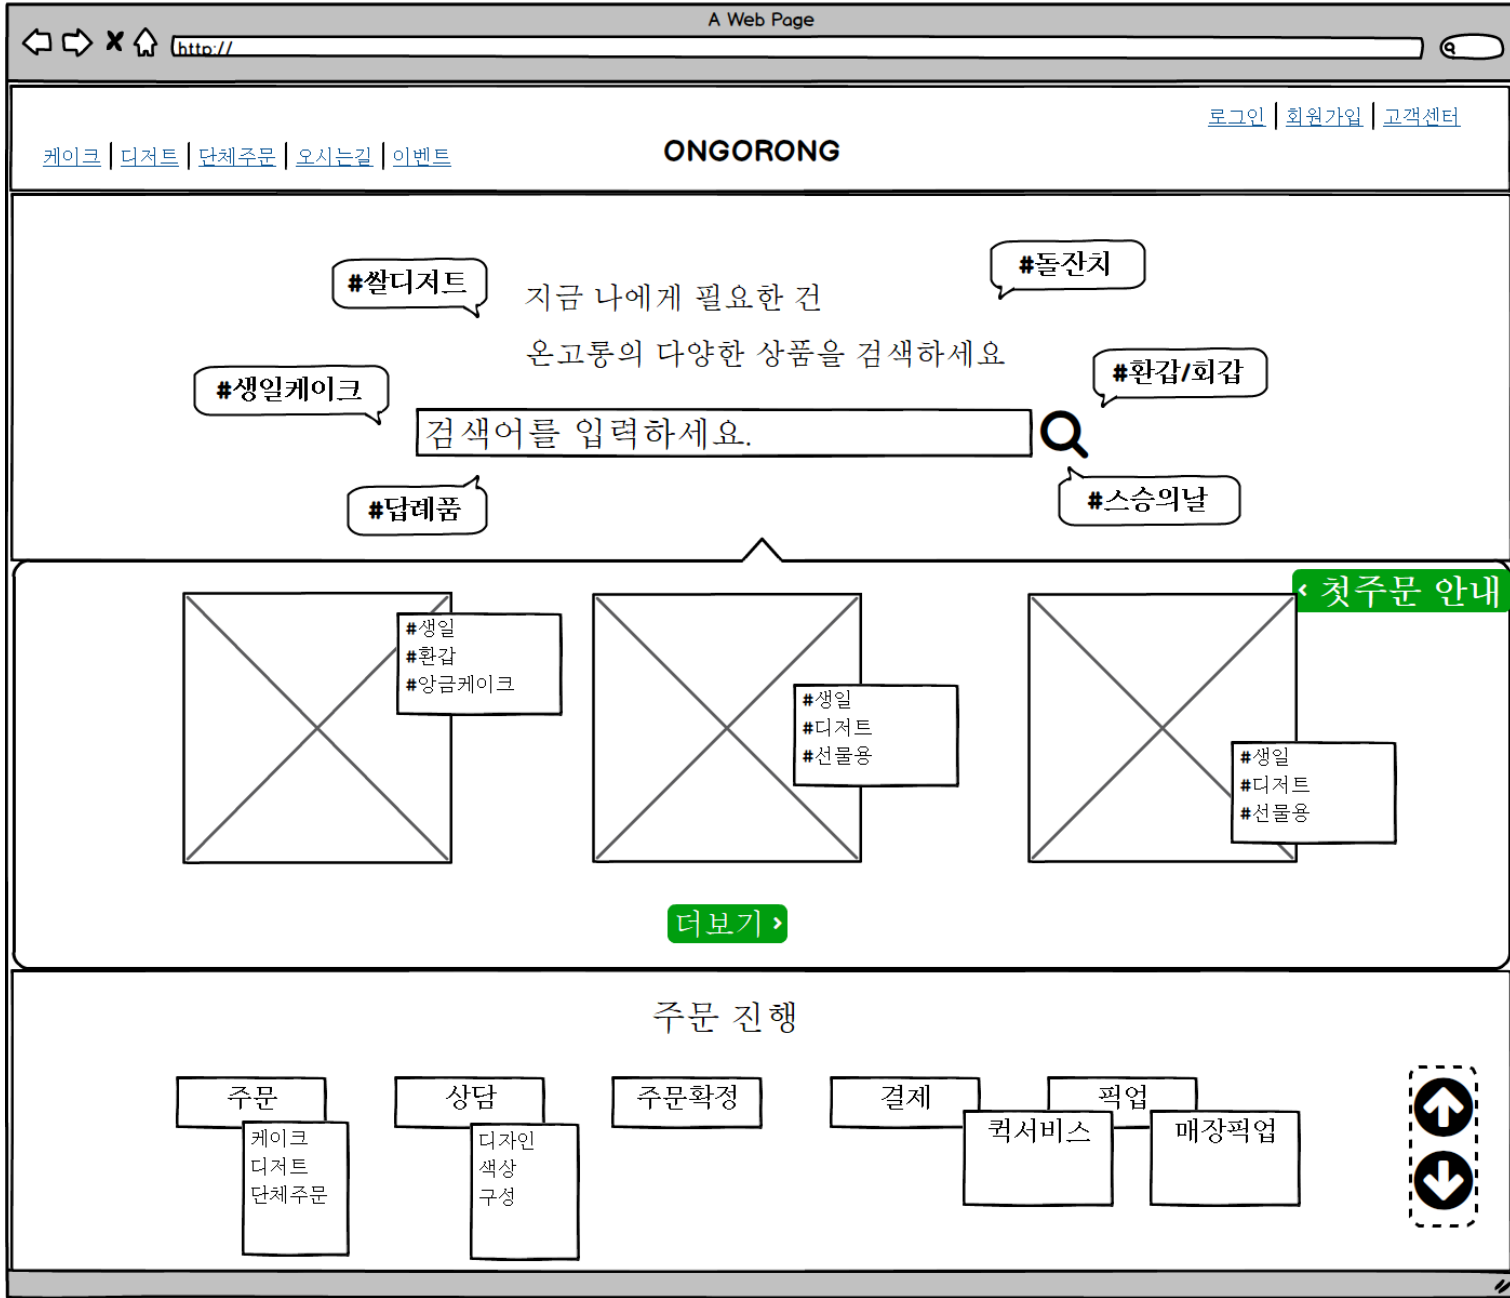 A Web Page
http://
로그인 | 회원가입 | 고객센터
케이크 | 디저트 | 단체주문 | 오시는길 | 이벤트
ONGORONG
#쌀디저트
#돌잔치
지금 나에게 필요한 건
온고롱의 다양한 상품을 검색하세요
#생일케이크
#환갑/회갑
검색어를 입력하세요.
#답례품
#스승의날
첫주문 안내
#생일
#환갑
#앙금케이크
#생일
#디저트
#선물용
#생일
#디저트
#선물용
더보기
주문 진행
주문
케이크
디저트
단체주문
상담
디자인
색상
구성
주문확정
결제
픽업
퀵서비스
매장픽업